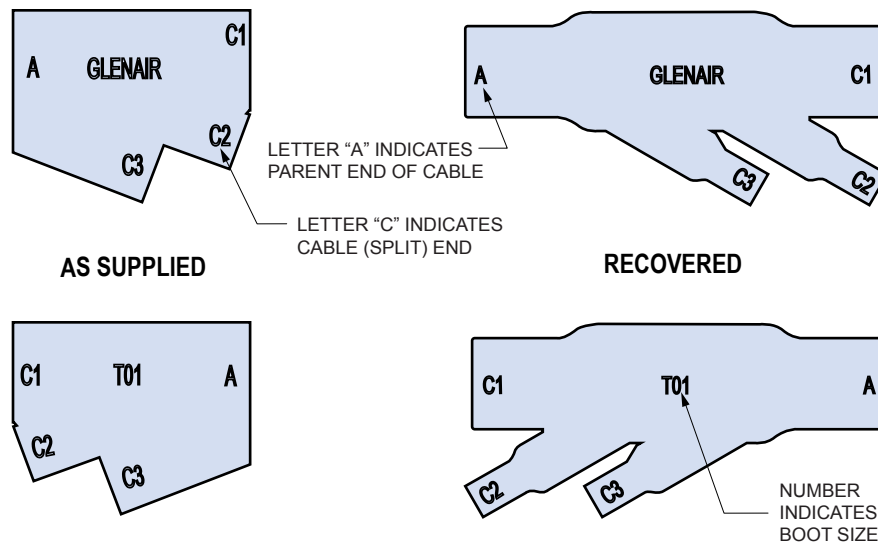 C1
A
GLENAIR
C2
C3
A
GLENAIR
C1
C3
C2
LETTER “A” INDICATES
PARENT END OF CABLE
LETTER “C” INDICATES
CABLE (SPLIT) END
AS SUPPLIED
RECOVERED
C1
T01
A
C2
C3
C1
T01
A
C2
C3
NUMBER
INDICATES
BOOT SIZE